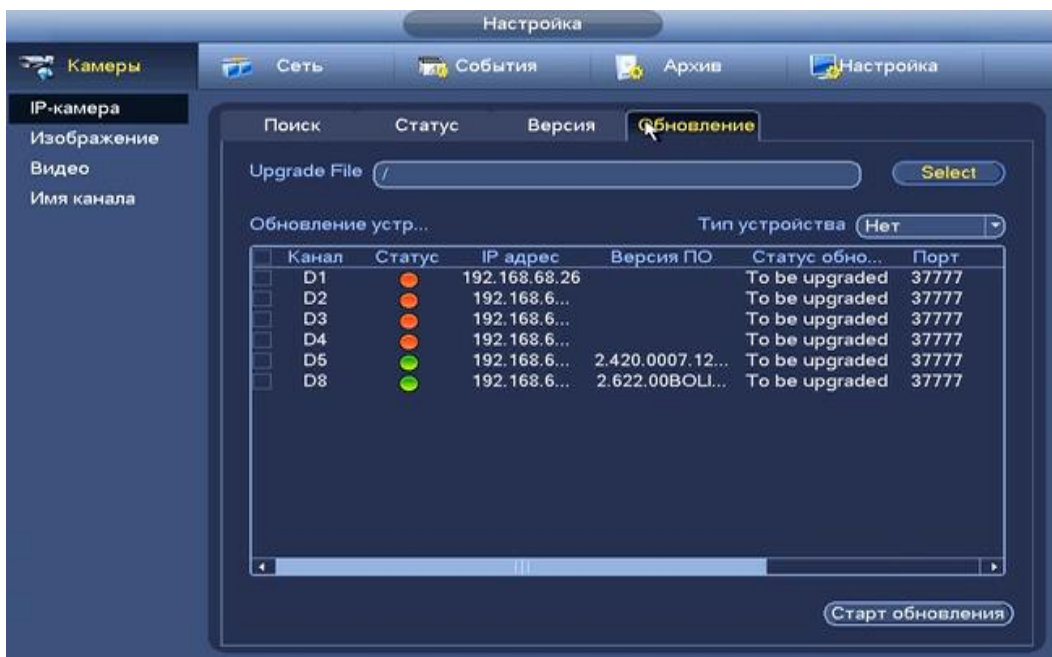 Настройка
Камеры Сеть События Архив Настройка
IP-камера
Изображение
Видео
Имя канала
Поиск Статус Версия Обновление
Upgrade File / Select
Обновление устр... Тип устройства Нет
Канал Статус IP адрес Версия ПО Статус обно... Порт
D1 192.168.68.26 To be upgraded 37777
D2 192.168.6... To be upgraded 37777
D3 192.168.6... To be upgraded 37777
D4 192.168.6... To be upgraded 37777
D5 192.168.6... 2.420.0007.12... To be upgraded 37777
D8 192.168.6... 2.622.00BOLI... To be upgraded 37777
Старт обновления